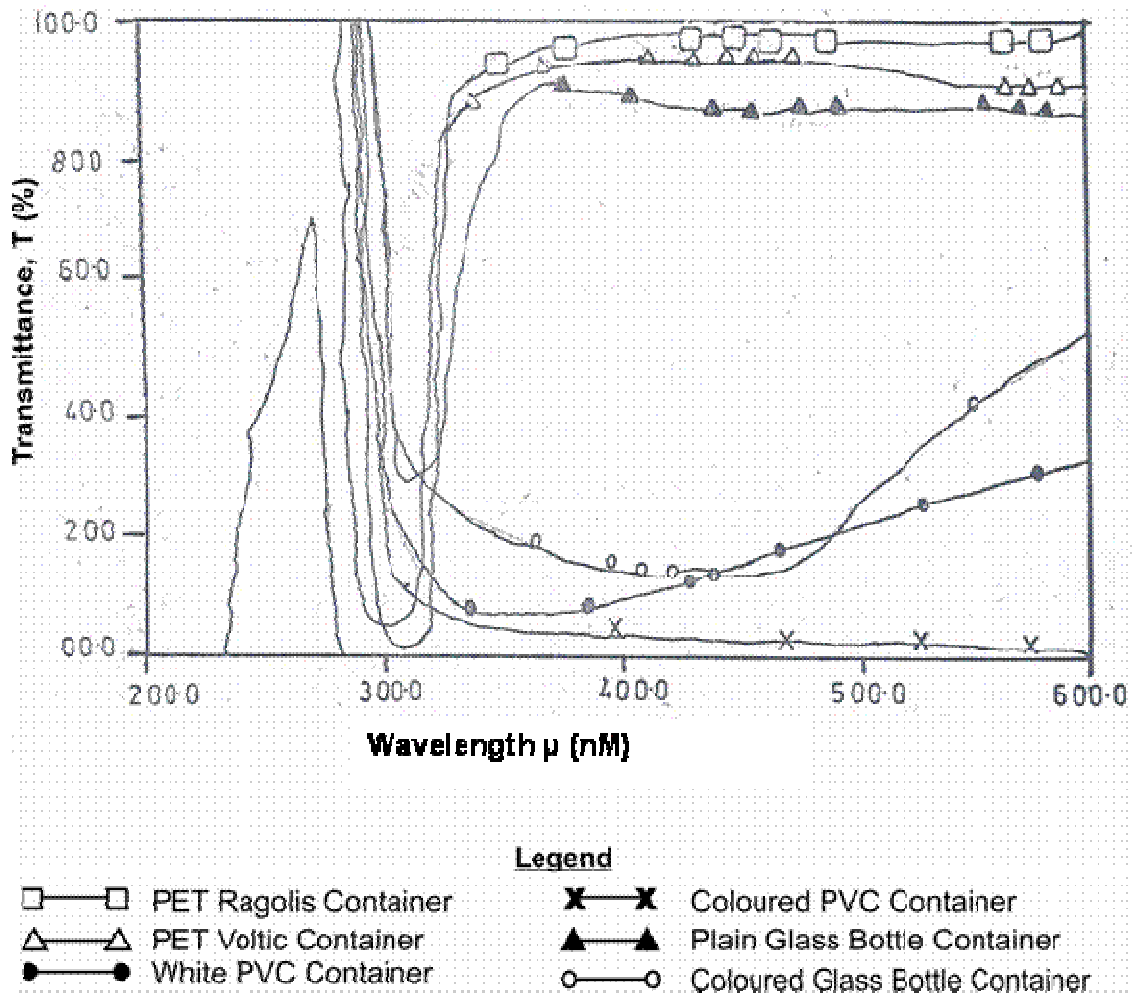 100·0
800
60·0
40·0
200
00·0
Transmittance, T (%)
200·0 300·0 400·0 500·0 600·0
Wavelength µ (nM)
Legend
PET Ragolis Container
PET Voltic Container
White PVC Container
Coloured PVC Container
Plain Glass Bottle Container
Coloured Glass Bottle Container